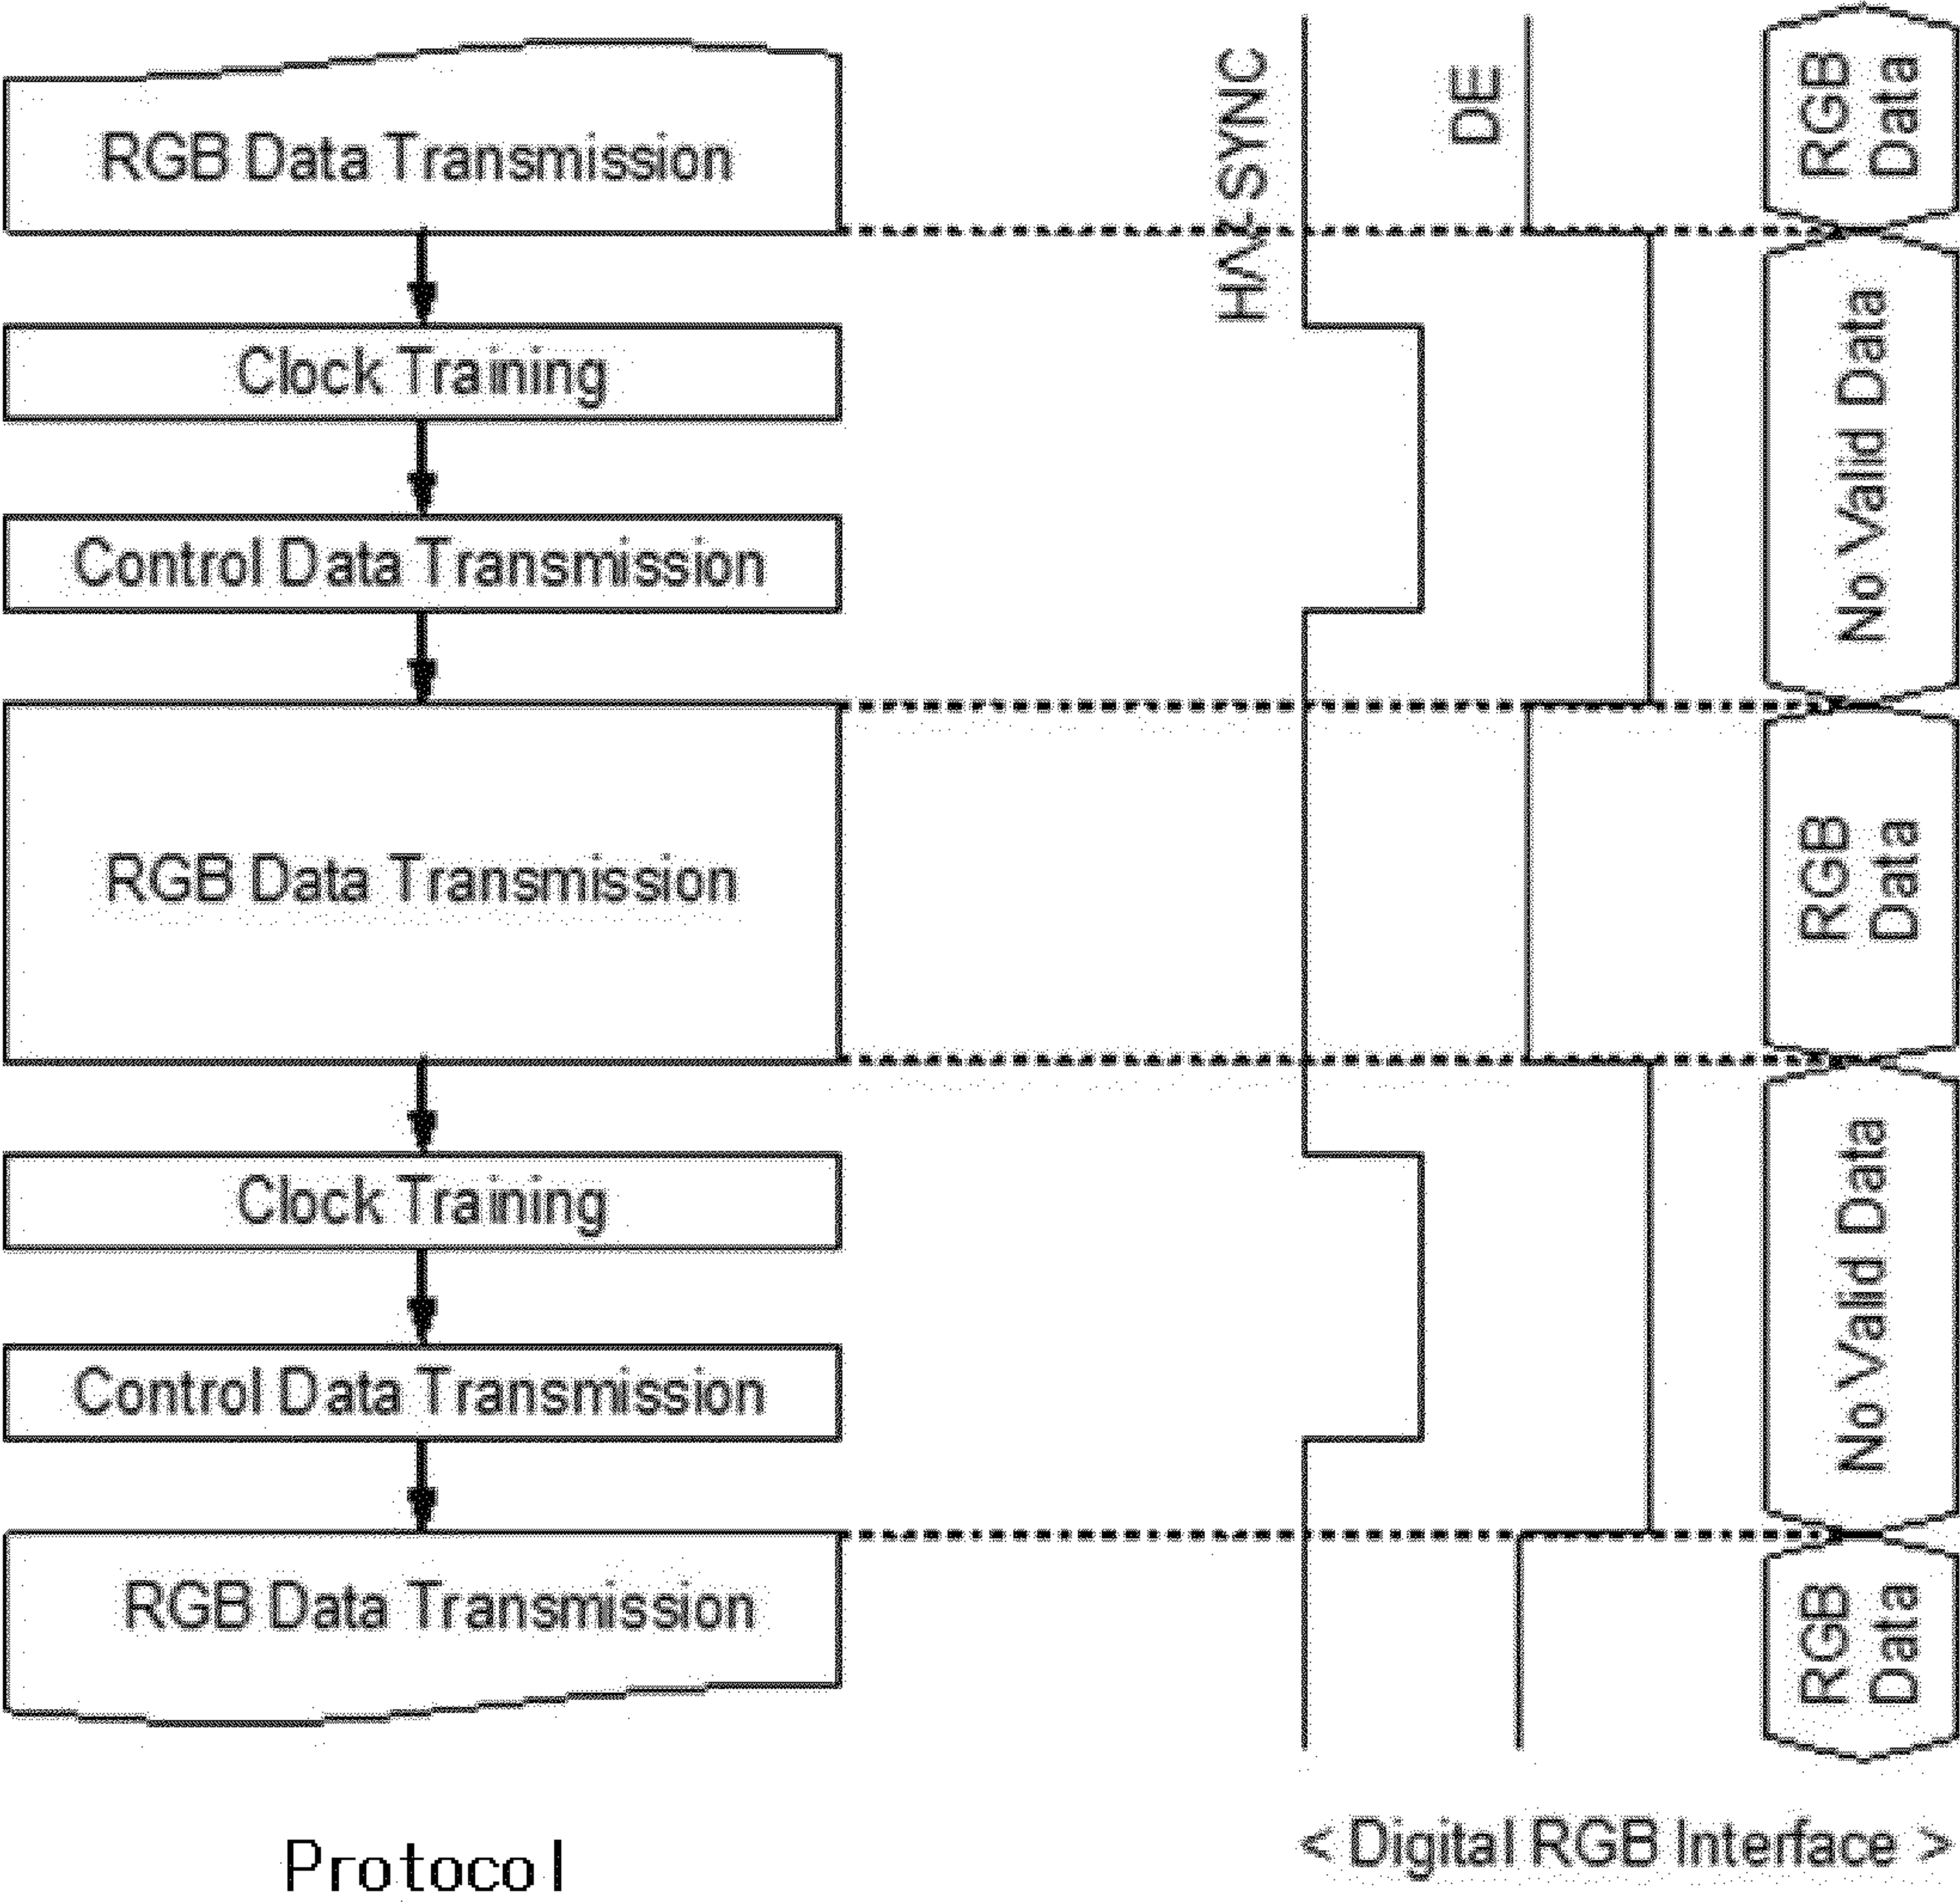 RGB Data Transmission
Clock Training
Control Data Transmission
RGB Data Transmission
Clock Training
Control Data Transmission
RGB Data Transmission
Protocol
H/V-SYNC
DE
RGB
Data
No Valid Data
RGB
Data
No Valid Data
RGB
Data
< Digital RGB Interface >